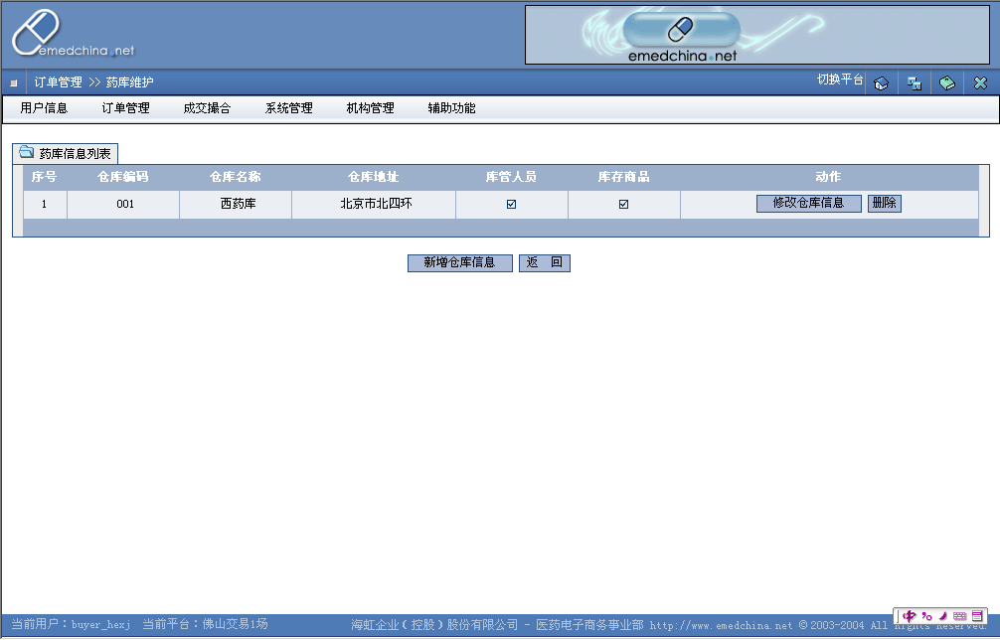 emedchina.net
emedchina.net
订单管理 >> 药库维护 切换平台
用户信息 订单管理 成交撮合 系统管理 机构管理 辅助功能
药库信息列表
序号 仓库编码 仓库名称 仓库地址 库管人员 库存商品 动作
1 001 西药库 北京市北四环 修改仓库信息 删除
新增仓库信息 返 回
当前用户：buyer_hexj 当前平台：佛山交易1场 海虹企业（控股）股份有限公司 - 医药电子商务事业部 http://www.emedchina.net ©2003-2004 All Rights Reserved
中